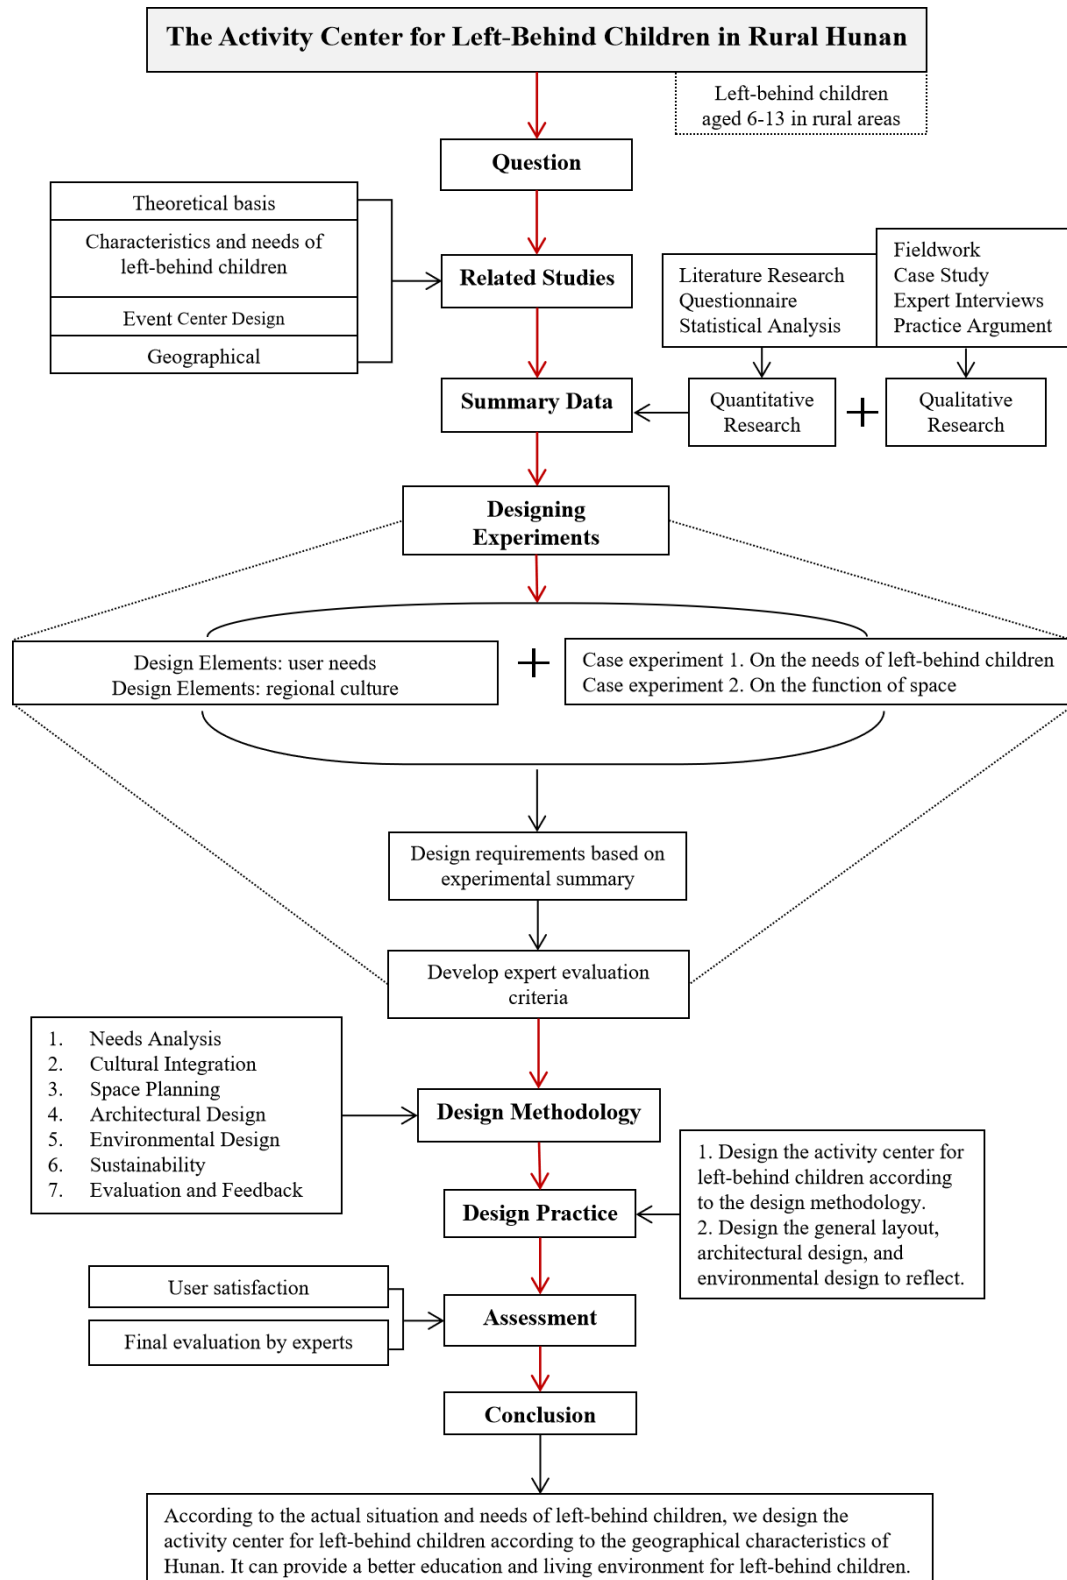 The Activity Center for Left-Behind Children in Rural Hunan
Left-behind children
aged 6-13 in rural areas
Question
Theoretical basis
Characteristics and needs of
left-behind children
Event Center Design
Geographical
Related Studies
Literature Research
Questionnaire
Statistical Analysis
Fieldwork
Case Study
Expert Interviews
Practice Argument
Summary Data
Quantitative
Research
+
Qualitative
Research
Designing
Experiments
Design Elements: user needs
Design Elements: regional culture
+
Case experiment 1. On the needs of left-behind children
Case experiment 2. On the function of space
Design requirements based on
experimental summary
Develop expert evaluation
criteria
1. Needs Analysis
2. Cultural Integration
3. Space Planning
4. Architectural Design
5. Environmental Design
6. Sustainability
7. Evaluation and Feedback
Design Methodology
1. Design the activity center for
left-behind children according
to the design methodology.
2. Design the general layout,
architectural design, and
environmental design to reflect.
Design Practice
User satisfaction
Final evaluation by experts
Assessment
Conclusion
According to the actual situation and needs of left-behind children, we design the
activity center for left-behind children according to the geographical characteristics of
Hunan. It can provide a better education and living environment for left-behind children.